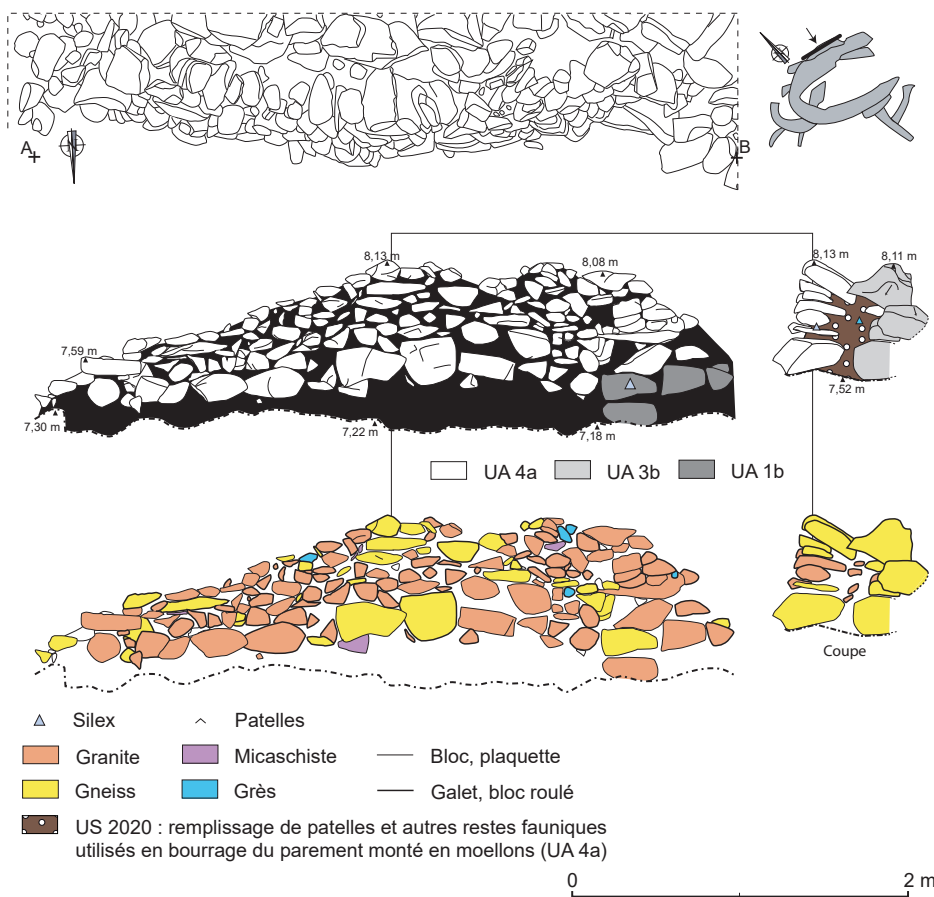 A
N
B
8,13 m
8,08 m
8,13 m
8,11 m
7,59 m
7,52 m
7,30 m
7,22 m
7,18 m
UA 4a
UA 3b
UA 1b
Coupe
Silex
Patelles
Granite
Micaschiste
Bloc, plaquette
Gneiss
Grès
Galet, bloc roulé
US 2020 : remplissage de patelles et autres restes fauniques
utilisés en bourrage du parement monté en moellons (UA 4a)
0
2 m